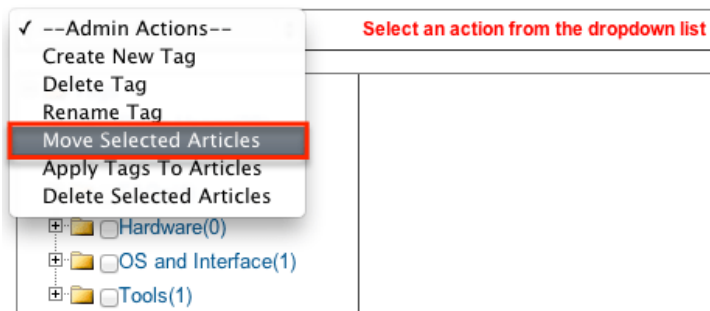 ✓ --Admin Actions--
Select an action from the dropdown list
Create New Tag
Delete Tag
Rename Tag
Move Selected Articles
Apply Tags To Articles
Delete Selected Articles
Hardware(0)
OS and Interface(1)
Tools(1)